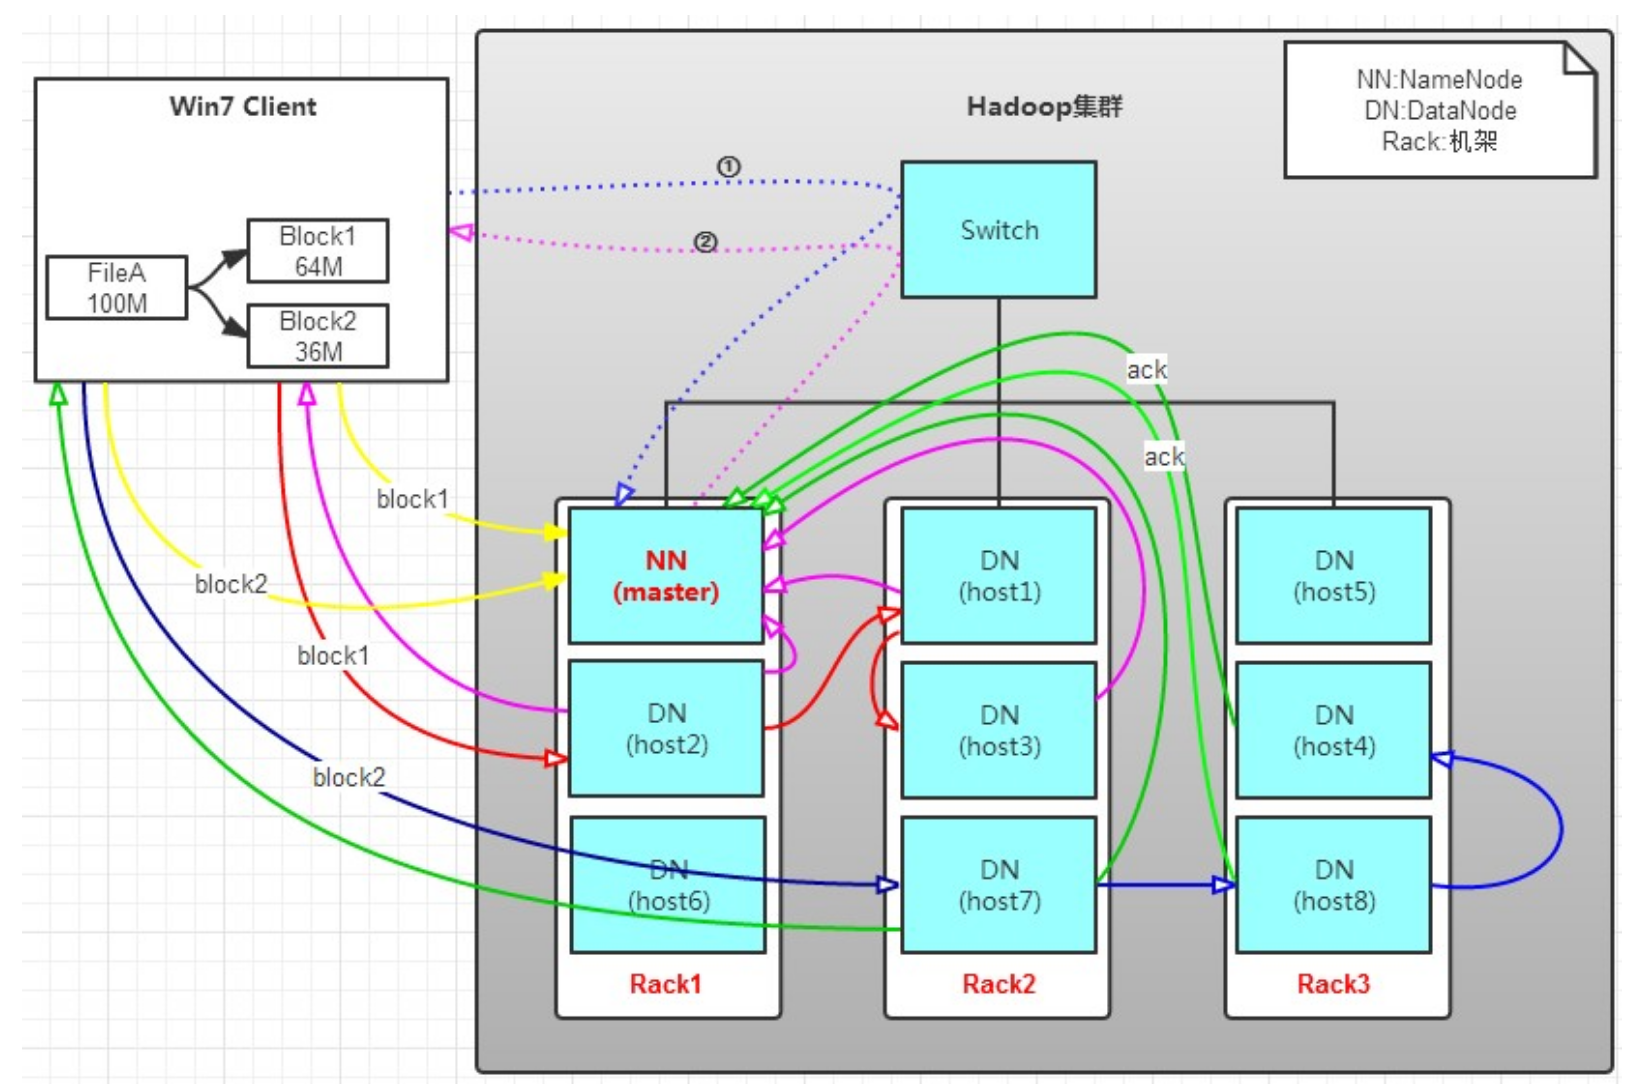 Win7 Client
FileA
100M
Block1
64M
Block2
36M
Hadoop集群
NN:NameNode
DN:DataNode
Rack:机架
①
②
Switch
ack
ack
block1
block2
block1
block2
NN
(master)
DN
(host2)
DN
(host6)
Rack1
DN
(host1)
DN
(host3)
DN
(host7)
Rack2
DN
(host5)
DN
(host4)
DN
(host8)
Rack3